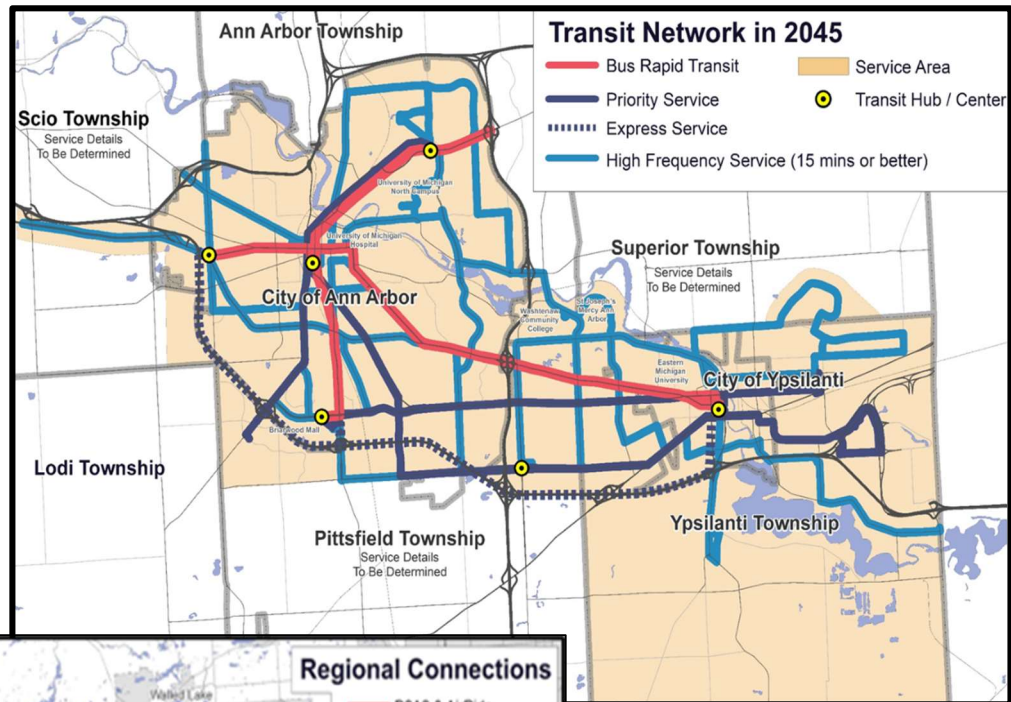 Transit Network in 2045
Bus Rapid Transit
Priority Service
Express Service
High Frequency Service (15 mins or better)
Service Area
Transit Hub / Center
Ann Arbor Township
Scio Township
Service Details
To Be Determined
University of Michigan
North Campus
University of Michigan
Hospital
Superior Township
Service Details
To Be Determined
City of Ann Arbor
Washtenaw
Community
College
St Joseph's
Mercy Ann
Arbor
Eastern
Michigan
University
City of Ypsilanti
Briarwood Mall
Lodi Township
Pittsfield Township
Service Details
To Be Determined
Ypsilanti Township
Regional Connections
Walled Lake